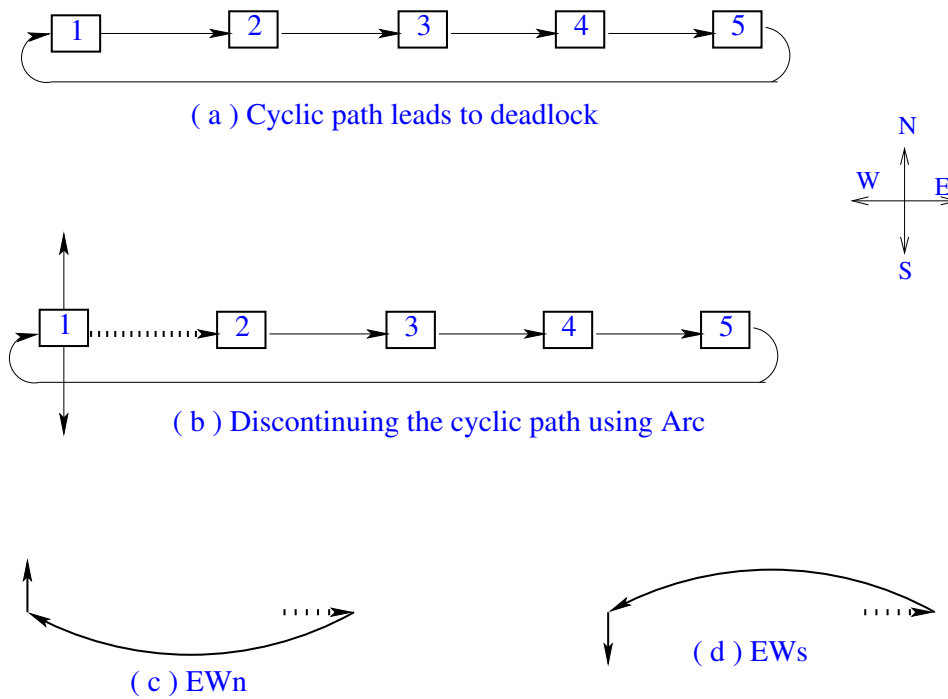 1 2 3 4 5
( a ) Cyclic path leads to deadlock
N
W E
S
1 2 3 4 5
( b ) Discontinuing the cyclic path using Arc
( c ) EWn
( d ) EWs